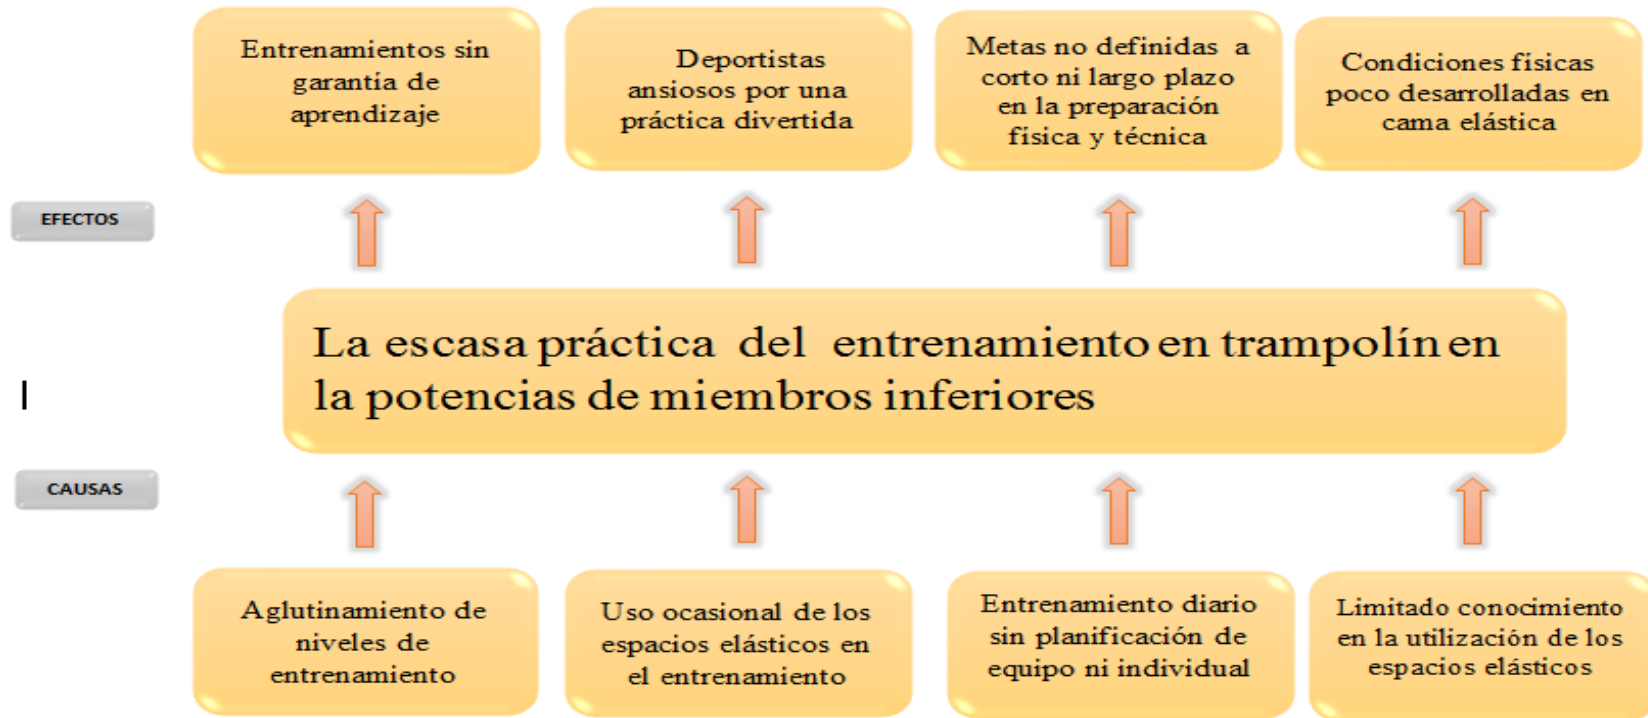 Entrenamientos sin
garantía de
aprendizaje
Deportistas
ansiosos por una
práctica divertida
Metas no definidas a
corto ni largo plazo
en la preparación
física y técnica
Condiciones físicas
poco desarrolladas en
cama elástica
EFECTOS
La escasa práctica del entrenamiento en trampolín en
la potencias de miembros inferiores
CAUSAS
Aglutinamiento de
niveles de
entrenamiento
Uso ocasional de los
espacios elásticos en
el entrenamiento
Entrenamiento diario
sin planificación de
equipo ni individual
Limitado conocimiento
en la utilización de los
espacios elásticos